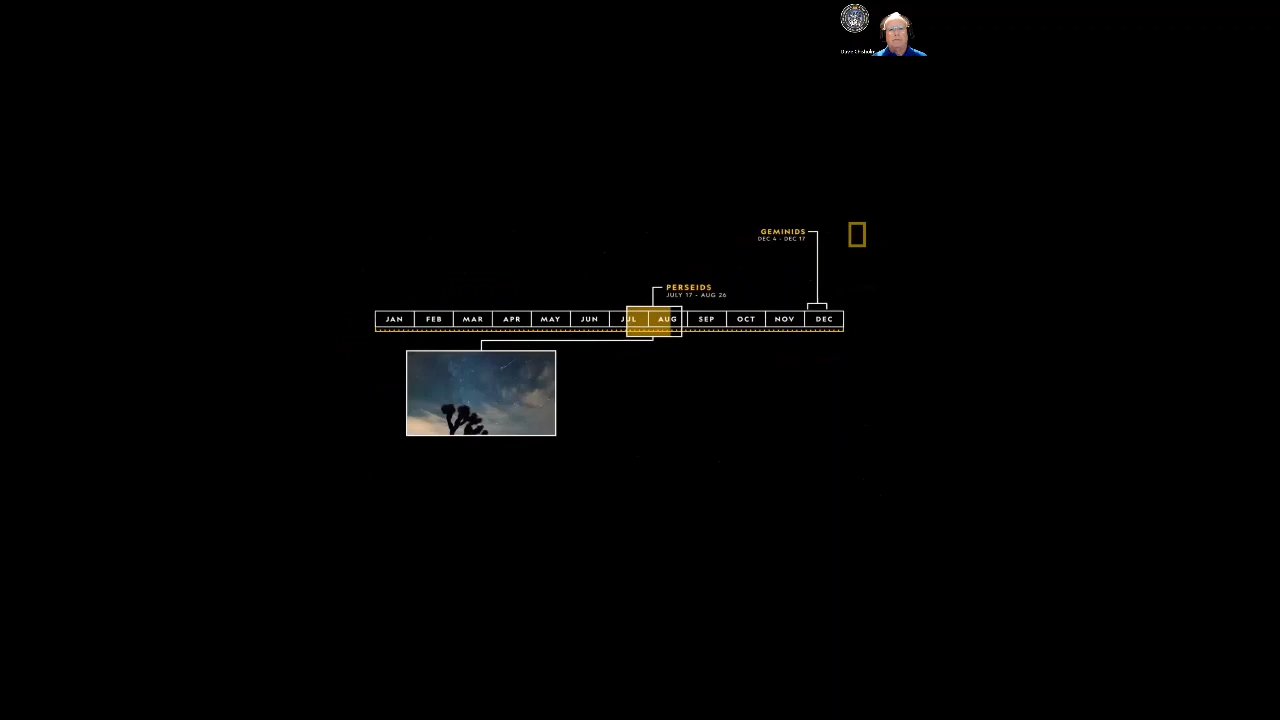 GEMINIDS
DEC 4 - DEC 17
PERSEIDS
JULY 17 - AUG 26
JAN FEB MAR APR MAY JUN JUL AUG SEP OCT NOV DEC